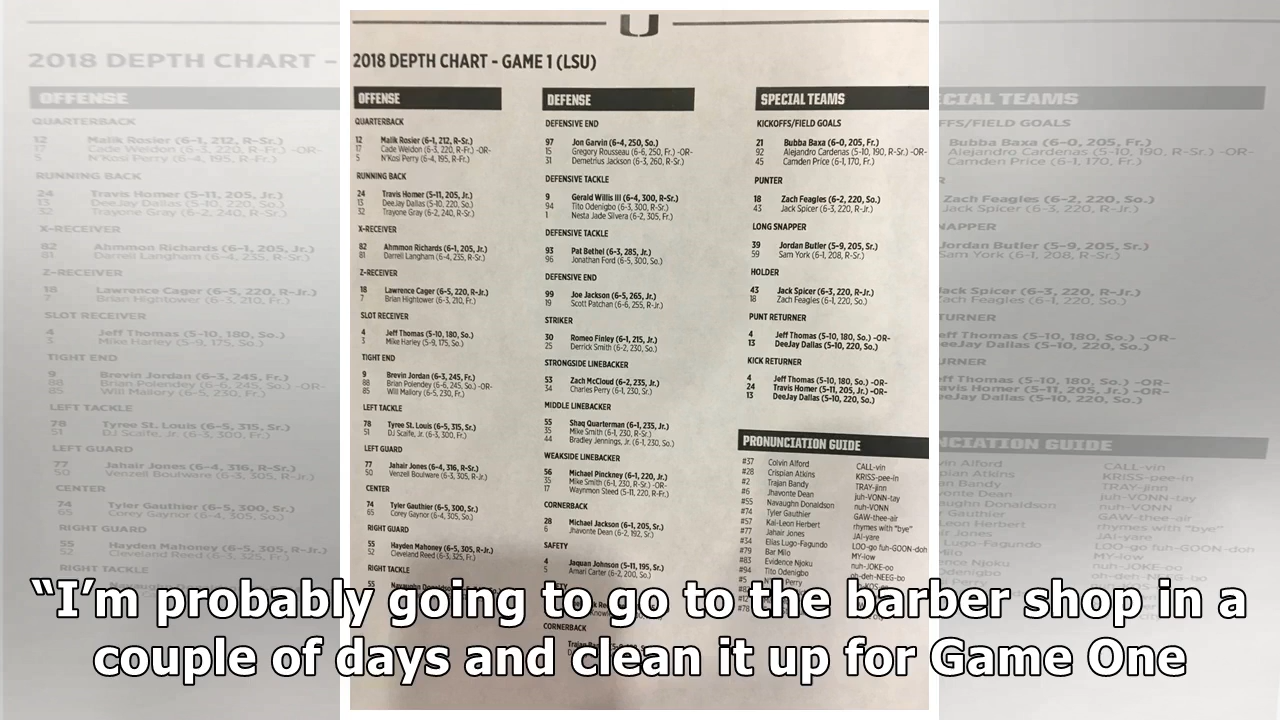 2018 DEPTH CHART - GAME 1 (LSU)
OFFENSE
QUARTERBACK
12 Malik Rosier (6-1, 212, R-Sr.)
17 Cade Weldon (6-3, 220, R-Fr.) -OR-
5 N'Kosi Perry (6-4, 195, R-Fr.)
RUNNING BACK
24 Travis Homer (5-11, 205, Jr.)
13 DeeJay Dallas (5-10, 220, So.)
32 Trayone Gray (6-2, 240, R-Sr.)
X-RECEIVER
82 Ahmmon Richards (6-1, 205, Jr.)
81 Darrell Langham (6-4, 235, R-Sr.)
Z-RECEIVER
18 Lawrence Cager (6-5, 220, R-Jr.)
7 Brian Hightower (6-3, 210, Fr.)
SLOT RECEIVER
4 Jeff Thomas (5-10, 180, So.)
3 Mike Harley (5-9, 175, So.)
TIGHT END
9 Brevin Jordan (6-3, 245, Fr.)
88 Brian Polendey (6-6, 245, So.) -OR-
85 Will Mallory (6-5, 230, Fr.)
LEFT TACKLE
78 Tyree St. Louis (6-5, 315, Sr.)
51 DJ Scaife, Jr. (6-3, 300, Fr.)
LEFT GUARD
77 Jahair Jones (6-4, 316, R-Sr.)
50 Venzell Boulware (6-3, 305, R-Jr.)
CENTER
74 Tyler Gauthier (6-5, 300, Sr.)
65 Corey Gaynor (6-4, 305, So.)
RIGHT GUARD
55 Hayden Mahoney (6-5, 305, R-Jr.)
52 Cleveland Reed (6-3, 325, Fr.)
RIGHT TACKLE
55 Navaughn
DEFENSE
DEFENSIVE END
97 Jon Garvin (6-4, 250, So.)
15 Gregory Rousseau (6-6, 250, Fr.) -OR-
31 Demetrius Jackson (6-3, 260, R-Sr.)
DEFENSIVE TACKLE
9 Gerald Willis III (6-4, 300, R-Sr.)
94 Tito Odenigbo (6-3, 300, R-Sr.)
1 Nesta Jade Silvera (6-2, 305, Fr.)
DEFENSIVE TACKLE
93 Pat Bethel (6-3, 285, Jr.)
96 Jonathan Ford (6-5, 300, So.)
DEFENSIVE END
99 Joe Jackson (6-5, 265, Jr.)
19 Scott Patchan (6-6, 255, R-Jr.)
STRIKER
30 Romeo Finley (6-1, 215, Jr.)
25 Derrick Smith (6-2, 230, So.)
STRONGSIDE LINEBACKER
53 Zach McCloud (6-2, 235, Jr.)
34 Charles Perry (6-1, 230, Sr.)
MIDDLE LINEBACKER
55 Shaq Quarterman (6-1, 235, Jr.)
35 Mike Smith (6-1, 230, R-Sr.)
44 Bradley Jennings, Jr. (6-1, 230, So.)
WEAKSIDE LINEBACKER
56 Michael Pinckney (6-1, 220, Jr.)
35 Mike Smith (6-1, 230, R-Sr.) -OR-
17 Waynmon Steed (5-11, 220, R-Fr.)
CORNERBACK
28 Michael Jackson (6-1, 205, Sr.)
6 Jhavonte Dean (6-2, 192, Sr.)
SAFETY
4 Jaquan Johnson (5-11, 195, Sr.)
5 Amari Carter (6-2, 200, So.)
CORNERBACK
SPECIAL TEAMS
KICKOFFS/FIELD GOALS
21 Bubba Baxa (6-0, 205, Fr.)
92 Alejandro Cardenas (5-10, 190, R-Sr.) -OR-
45 Camden Price (6-1, 170, Fr.)
PUNTER
18 Zach Feagles (6-2, 220, So.)
43 Jack Spicer (6-3, 220, R-Jr.)
LONG SNAPPER
39 Jordan Butler (5-9, 205, Sr.)
59 Sam York (6-1, 208, R-Sr.)
HOLDER
43 Jack Spicer (6-3, 220, R-Jr.)
18 Zach Feagles (6-1, 220, So.)
PUNT RETURNER
4 Jeff Thomas (5-10, 180, So.) -OR-
13 DeeJay Dallas (5-10, 220, So.)
KICK RETURNER
4 Jeff Thomas (5-10, 180, So.) -OR-
24 Travis Homer (5-11, 205, Jr.) -OR-
13 DeeJay Dallas (5-10, 220, So.)
PRONUNCIATION GUIDE
#37 Colvin Alford CALL-vin
#28 Crispian Atkins KRISS-pee-in
#2 Trajan Bandy TRAY-jinn
#6 Jhavonte Dean juh-VONN-tay
#55 Navaughn Donaldson nuh-VONN
#74 Tyler Gauthier GAW-thee-air
#57 Kai-Leon Herbert rhymes with "bye"
#77 Jahair Jones JAI-yare
#34 Elias Lugo-Fagundo LOO-go fuh-GOON-doh
#79 Bar Milo MY-low
#83 Evidence Njoku nuh-JOKE-oo
#94 Tito Odenigbo oh-deh-NEEG-bo
“I’m probably going to go to the barber shop in a
couple of days and clean it up for Game One